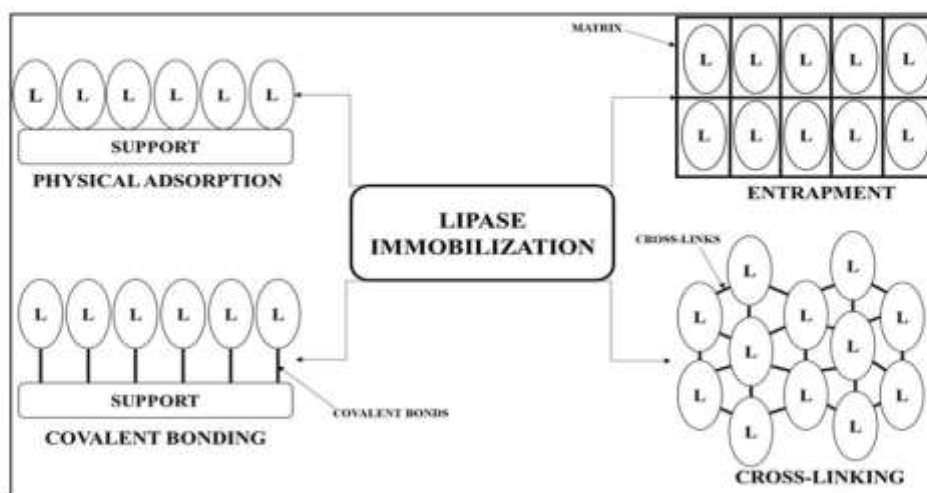 MATRIX
L L L L L
L L L L L
ENTRAPMENT
L L L L L L
SUPPORT
PHYSICAL ADSORPTION
LIPASE
IMMOBILIZATION
L L L L L L
SUPPORT
COVALENT BONDS
COVALENT BONDING
CROSS-LINKS
L L
L L L
L L
L L L
L L
CROSS-LINKING